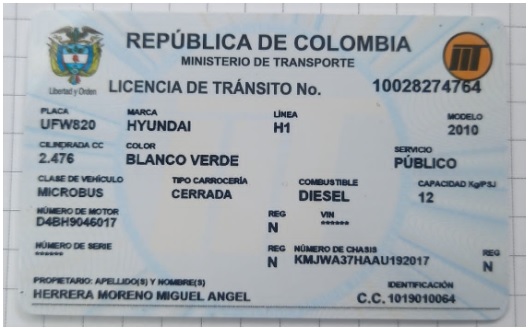 REPÚBLICA DE COLOMBIA
MINISTERIO DE TRANSPORTE
Libertad y Orden
LICENCIA DE TRÁNSITO No. 10028274764
PLACA MARCA LÍNEA MODELO
UFW820 HYUNDAI H1 2010
CILINDRADA CC COLOR SERVICIO
2.476 BLANCO VERDE PÚBLICO
CLASE DE VEHÍCULO TIPO CARROCERÍA COMBUSTIBLE CAPACIDAD Kg/PSJ
MICROBUS CERRADA DIESEL 12
NÚMERO DE MOTOR REG VIN
D4BH9046017 N ******
NÚMERO DE SERIE REG NÚMERO DE CHASIS REG
****** N KMJWA37HAAU192017 N
PROPIETARIO: APELLIDO(S) Y NOMBRE(S) IDENTIFICACIÓN
HERRERA MORENO MIGUEL ANGEL C.C. 1019010064